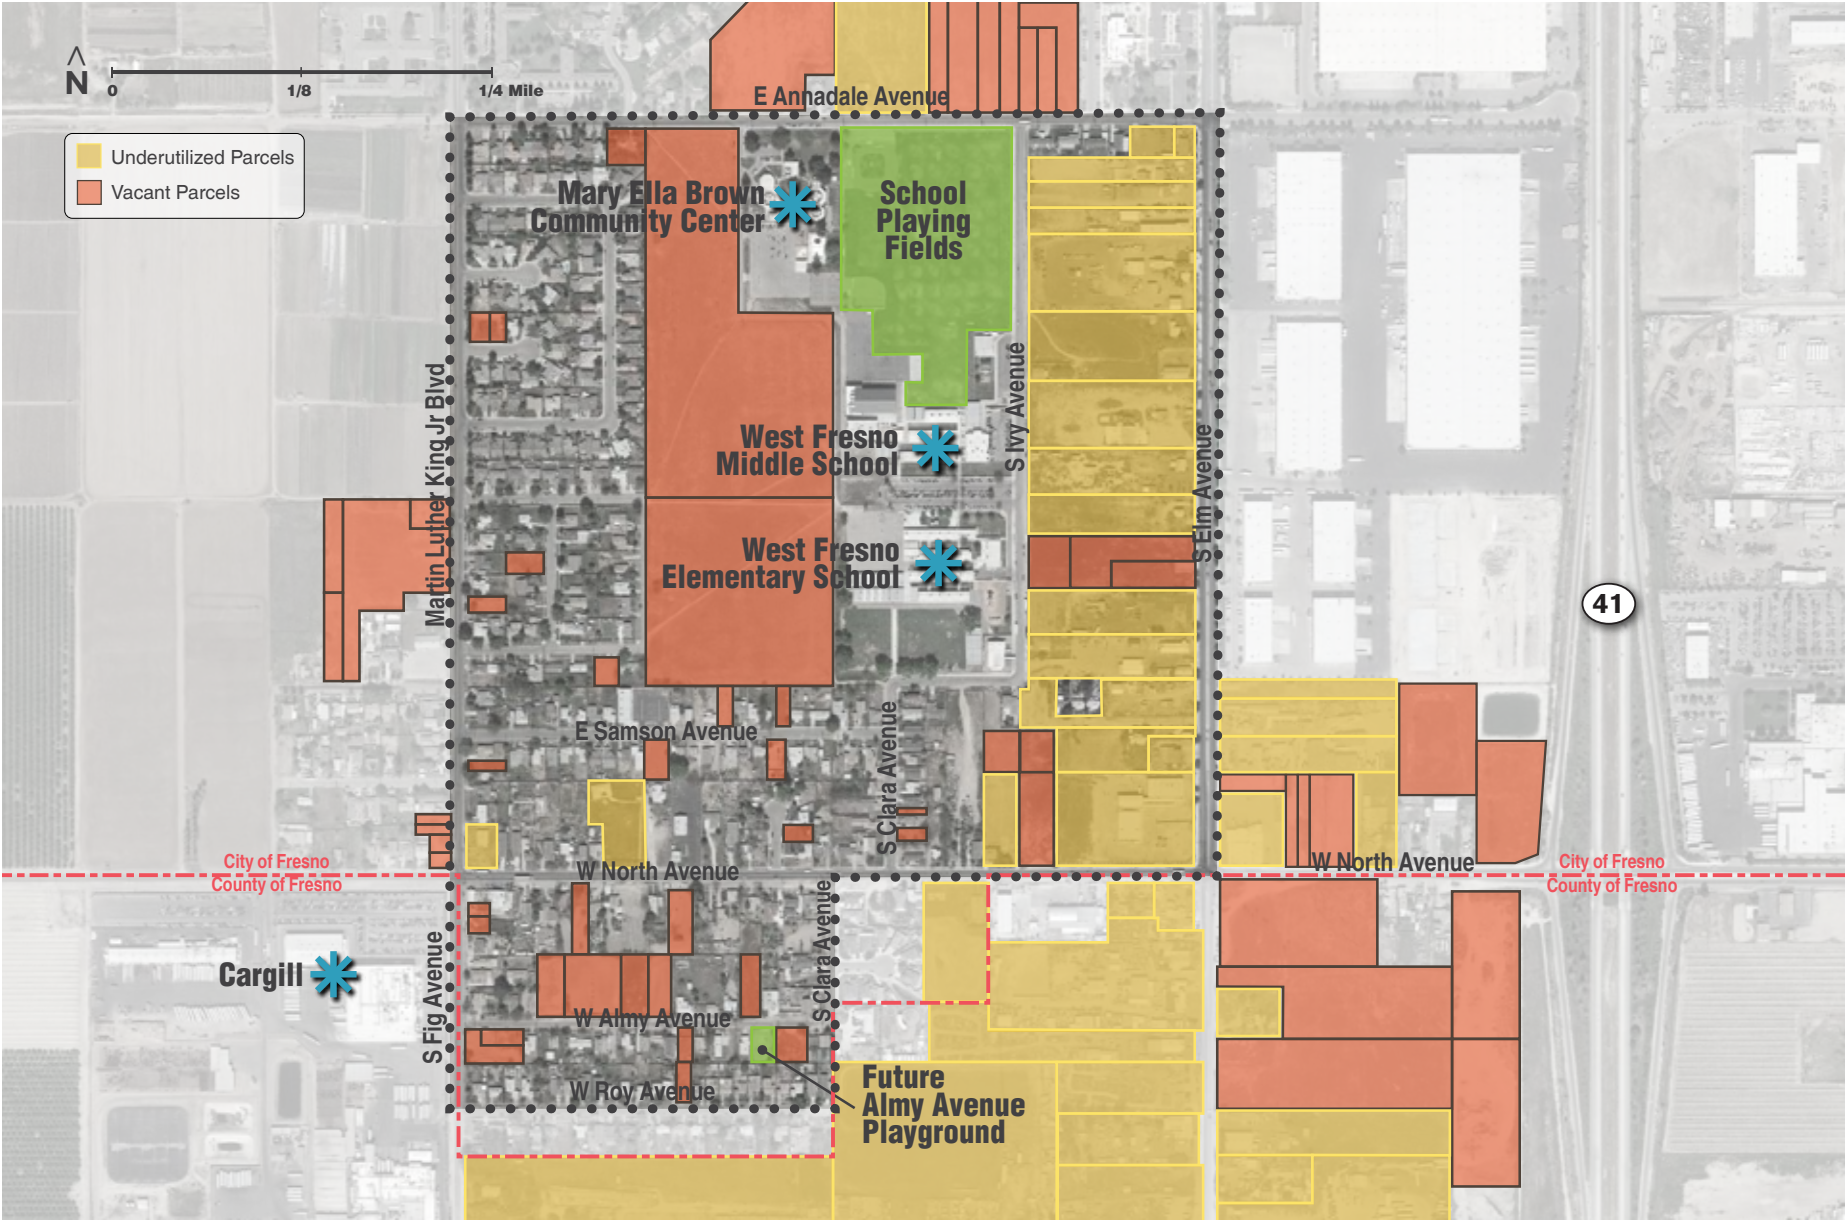 E Annadale Avenue
N
0
1/8
1/4 Mile
Underutilized Parcels
Vacant Parcels
Mary Ella Brown
Community Center
School
Playing
Fields
Martin Luther King Jr Blvd
S Ivy Avenue
S Elm Avenue
West Fresno
Middle School
West Fresno
Elementary School
41
E Samson Avenue
S Clara Avenue
W North Avenue
W North Avenue
City of Fresno
County of Fresno
City of Fresno
County of Fresno
S Fig Avenue
S Clara Avenue
Cargill
W Almy Avenue
W Roy Avenue
Future
Almy Avenue
Playground